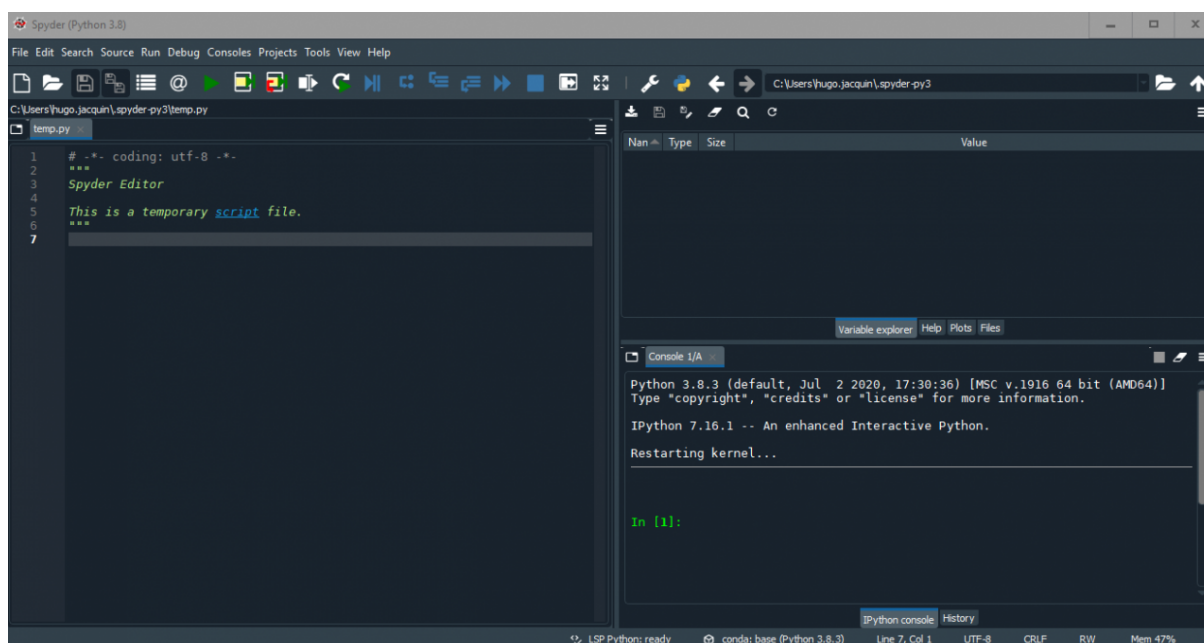 Spyder (Python 3.8)
File Edit Search Source Run Debug Consoles Projects Tools View Help
C:\Users\hugo.jacquin\.spyder-py3
C:\Users\hugo.jacquin\.spyder-py3\temp.py
temp.py
1 # -*- coding: utf-8 -*-
2 """
3 Spyder Editor
4
5 This is a temporary script file.
6 """
7
Nan Type Size Value
Variable explorer Help Plots Files
Console 1/A
Python 3.8.3 (default, Jul  2 2020, 17:30:36) [MSC v.1916 64 bit (AMD64)]
Type "copyright", "credits" or "license" for more information.
IPython 7.16.1 -- An enhanced Interactive Python.
Restarting kernel...
In [1]:
IPython console History
LSP Python: ready conda: base (Python 3.8.3) Line 7, Col 1 UTF-8 CRLF RW Mem 47%